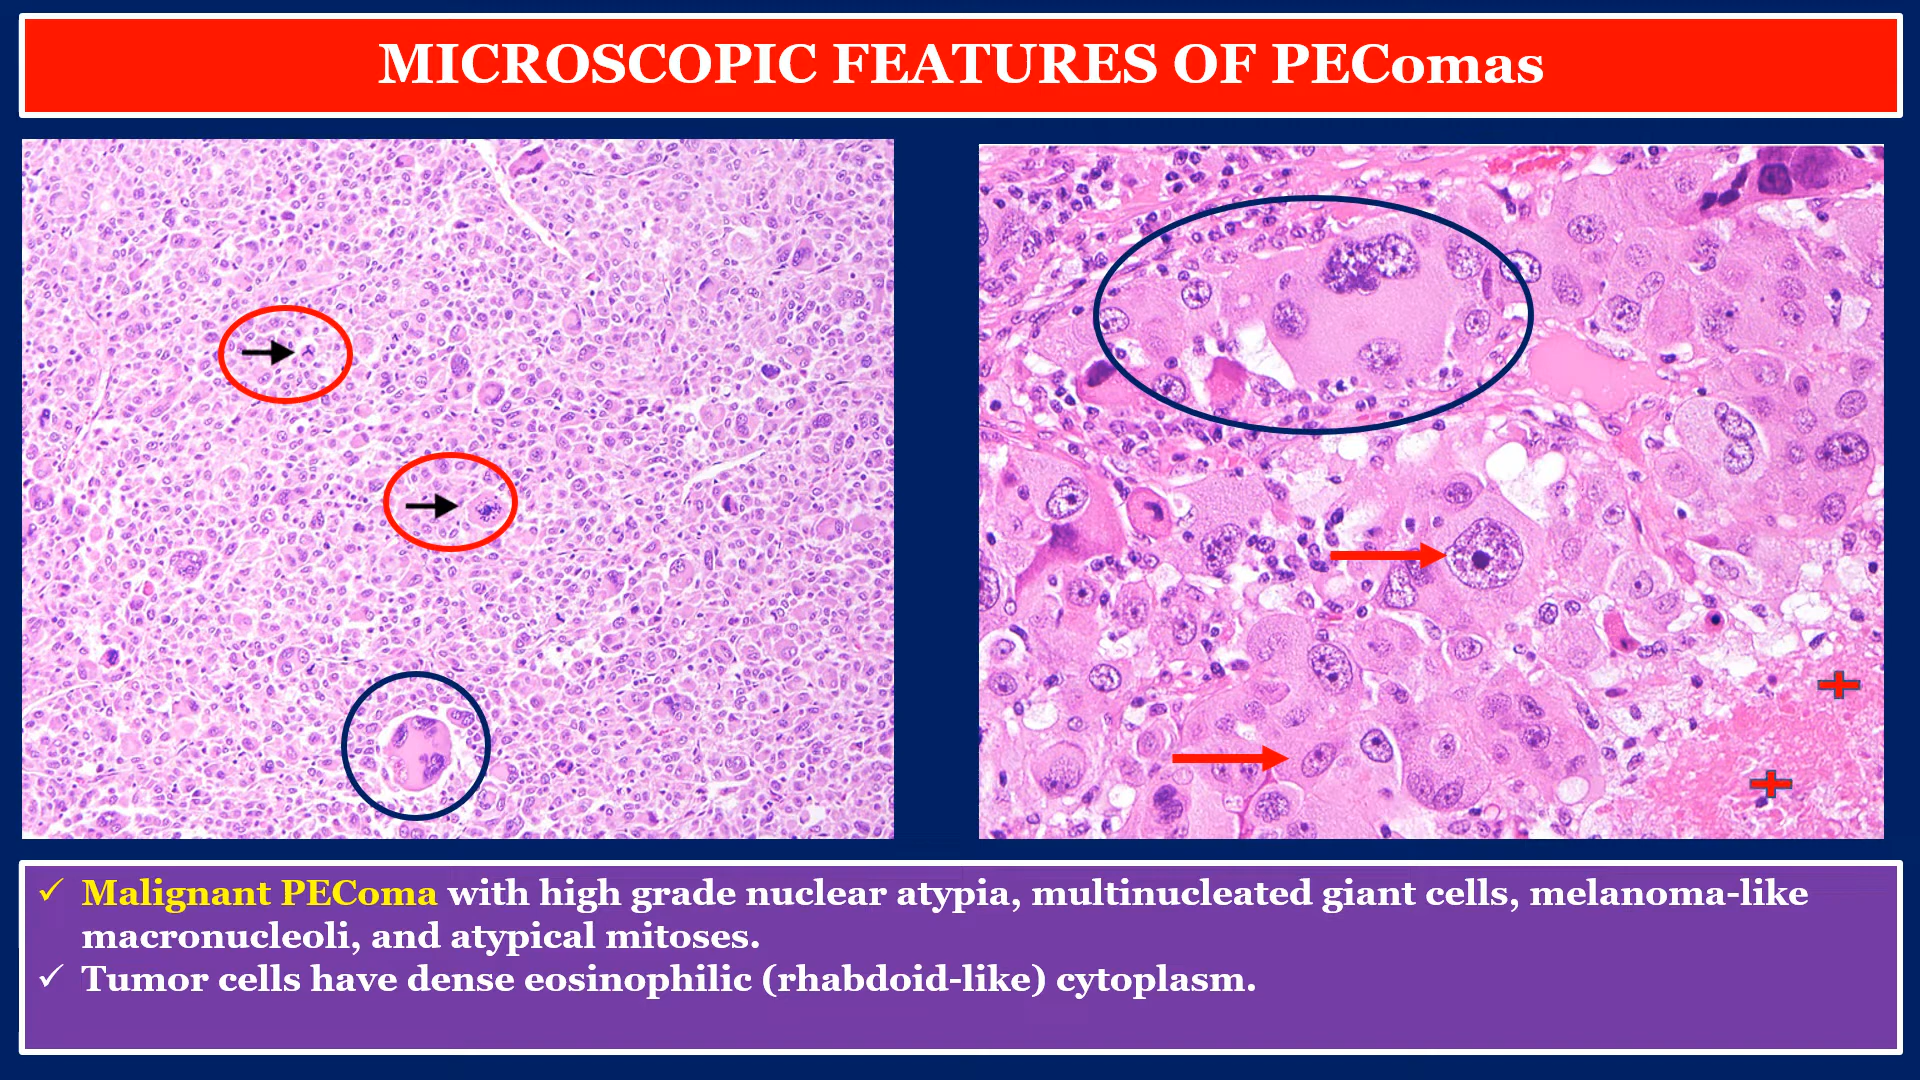 MICROSCOPIC FEATURES OF PEComas
✓ Malignant PEComa with high grade nuclear atypia, multinucleated giant cells, melanoma-like
macronucleoli, and atypical mitoses.
✓ Tumor cells have dense eosinophilic (rhabdoid-like) cytoplasm.